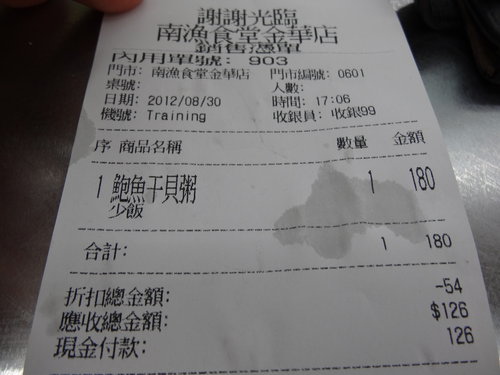 謝謝光臨
南漁食堂金華店
銷售憑單
內用單號: 903
門市: 南漁食堂金華店 門市編號: 0601
桌號: 人數:
日期: 2012/08/30 時間: 17:06
機號: Training 收銀員: 收銀99
序 商品名稱 數量 金額
1 鮑魚干貝粥 1 180
少飯
合計: 1 180
折扣總金額: -54
應收總金額: $126
現金付款: 126